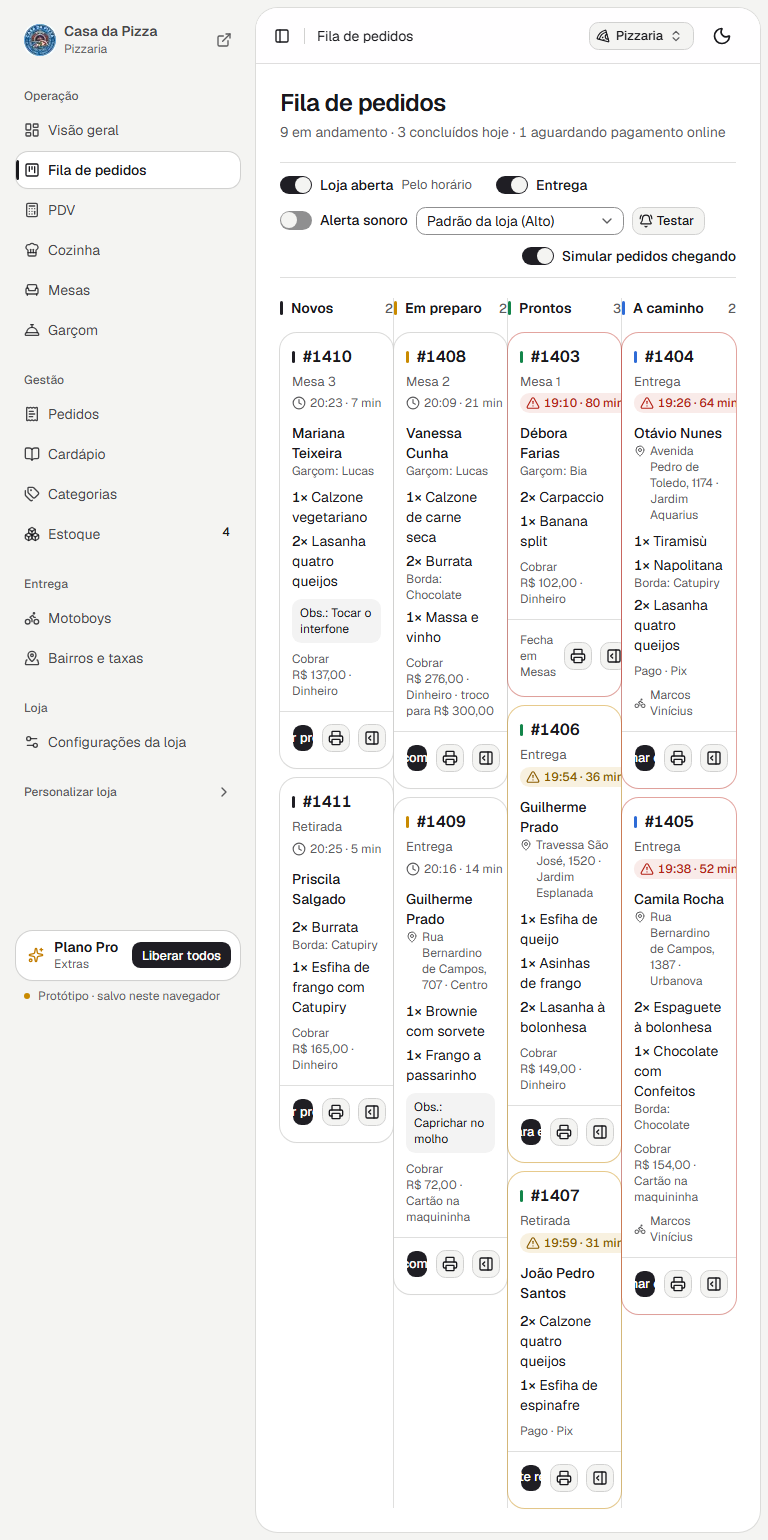 Casa da Pizza
Pizzaria
Operação
Visão geral
Fila de pedidos
PDV
Cozinha
Mesas
Garçom
Gestão
Pedidos
Cardápio
Categorias
Estoque
4
Entrega
Motoboys
Bairros e taxas
Loja
Configurações da loja
Personalizar loja
Plano Pro
Extras
Liberar todos
Protótipo · salvo neste navegador
Fila de pedidos
Pizzaria
Fila de pedidos
9 em andamento · 3 concluídos hoje · 1 aguardando pagamento online
Loja aberta
Pelo horário
Entrega
Alerta sonoro
Padrão da loja (Alto)
Testar
Simular pedidos chegando
Novos
2
#1410
Mesa 3
20:23 · 7 min
Mariana
Teixeira
Garçom: Lucas
1× Calzone
vegetariano
2× Lasanha
quatro
queijos
Obs.: Tocar o
interfone
Cobrar
R$ 137,00 ·
Dinheiro
#1411
Retirada
20:25 · 5 min
Priscila
Salgado
2× Burrata
Borda: Catupiry
1× Esfiha de
frango com
Catupiry
Cobrar
R$ 165,00 ·
Dinheiro
Em preparo
2
#1408
Mesa 2
20:09 · 21 min
Vanessa
Cunha
Garçom: Lucas
1× Calzone
de carne
seca
2× Burrata
Borda:
Chocolate
1× Massa e
vinho
Cobrar
R$ 276,00 ·
Dinheiro · troco
para R$ 300,00
com
#1409
Entrega
20:16 · 14 min
Guilherme
Prado
Rua
Bernardino
de Campos,
707 · Centro
1× Brownie
com sorvete
1× Frango a
passarinho
Obs.:
Caprichar no
molho
Cobrar
R$ 72,00 ·
Cartão na
maquininha
com
Prontos
3
#1403
Mesa 1
19:10 · 80 min
Débora
Farias
Garçom: Bia
2× Carpaccio
1× Banana
split
Cobrar
R$ 102,00 ·
Dinheiro
Fecha
em
Mesas
#1406
Entrega
19:54 · 36 min
Guilherme
Prado
Travessa São
José, 1520 ·
Jardim
Esplanada
1× Esfiha de
queijo
1× Asinhas
de frango
2× Lasanha à
bolonhesa
Cobrar
R$ 149,00 ·
Dinheiro
#1407
Retirada
19:59 · 31 min
João Pedro
Santos
2× Calzone
quatro
queijos
1× Esfiha de
espinafre
Pago · Pix
A caminho
2
#1404
Entrega
19:26 · 64 min
Otávio Nunes
Avenida
Pedro de
Toledo, 1174 ·
Jardim
Aquarius
1× Tiramisù
1× Napolitana
Borda: Catupiry
2× Lasanha
quatro
queijos
Pago · Pix
Marcos
Vinícius
#1405
Entrega
19:38 · 52 min
Camila Rocha
Rua
Bernardino
de Campos,
1387 ·
Urbanova
2× Espaguete
à bolonhesa
1× Chocolate
com
Confeitos
Borda:
Chocolate
Cobrar
R$ 154,00 ·
Cartão na
maquininha
Marcos
Vinícius